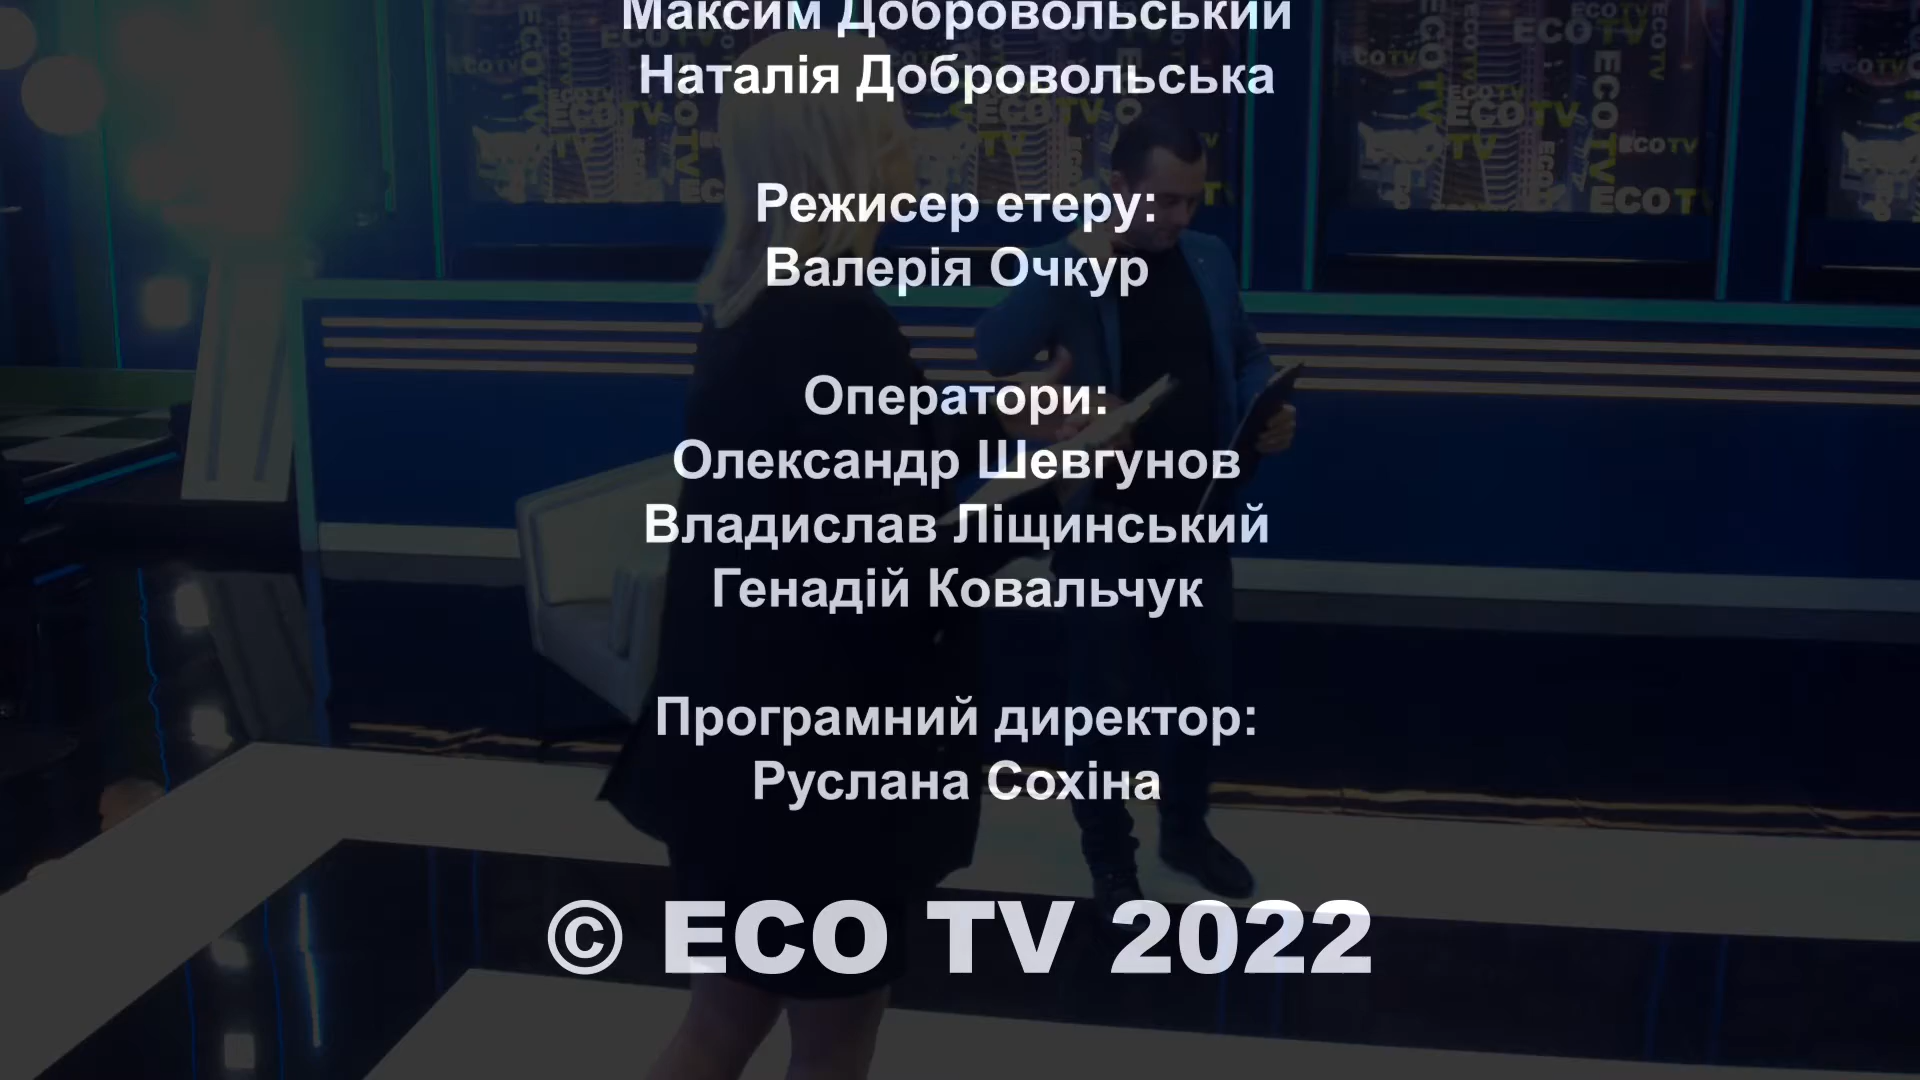 Максим Добровольський
Наталія Добровольська
Режисер етеру:
Валерія Очкур
Оператори:
Олександр Шевгунов
Владислав Ліщинський
Генадій Ковальчук
Програмний директор:
Руслана Сохіна
© ECO TV 2022